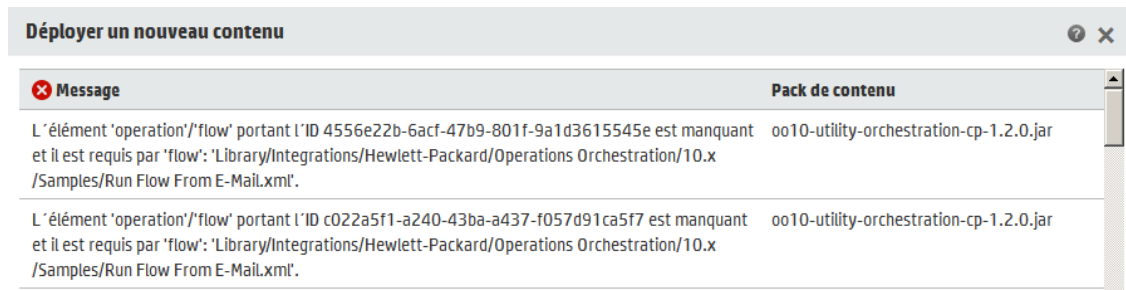 Déployer un nouveau contenu
Message Pack de contenu
L´élément 'operation'/'flow' portant l´ID 4556e22b-6acf-47b9-801f-9a1d3615545e est manquant oo10-utility-orchestration-cp-1.2.0.jar
et il est requis par 'flow': 'Library/Integrations/Hewlett-Packard/Operations Orchestration/10.x
/Samples/Run Flow From E-Mail.xml'.
L´élément 'operation'/'flow' portant l´ID c022a5f1-a240-43ba-a437-f057d91ca5f7 est manquant oo10-utility-orchestration-cp-1.2.0.jar
et il est requis par 'flow': 'Library/Integrations/Hewlett-Packard/Operations Orchestration/10.x
/Samples/Run Flow From E-Mail.xml'.